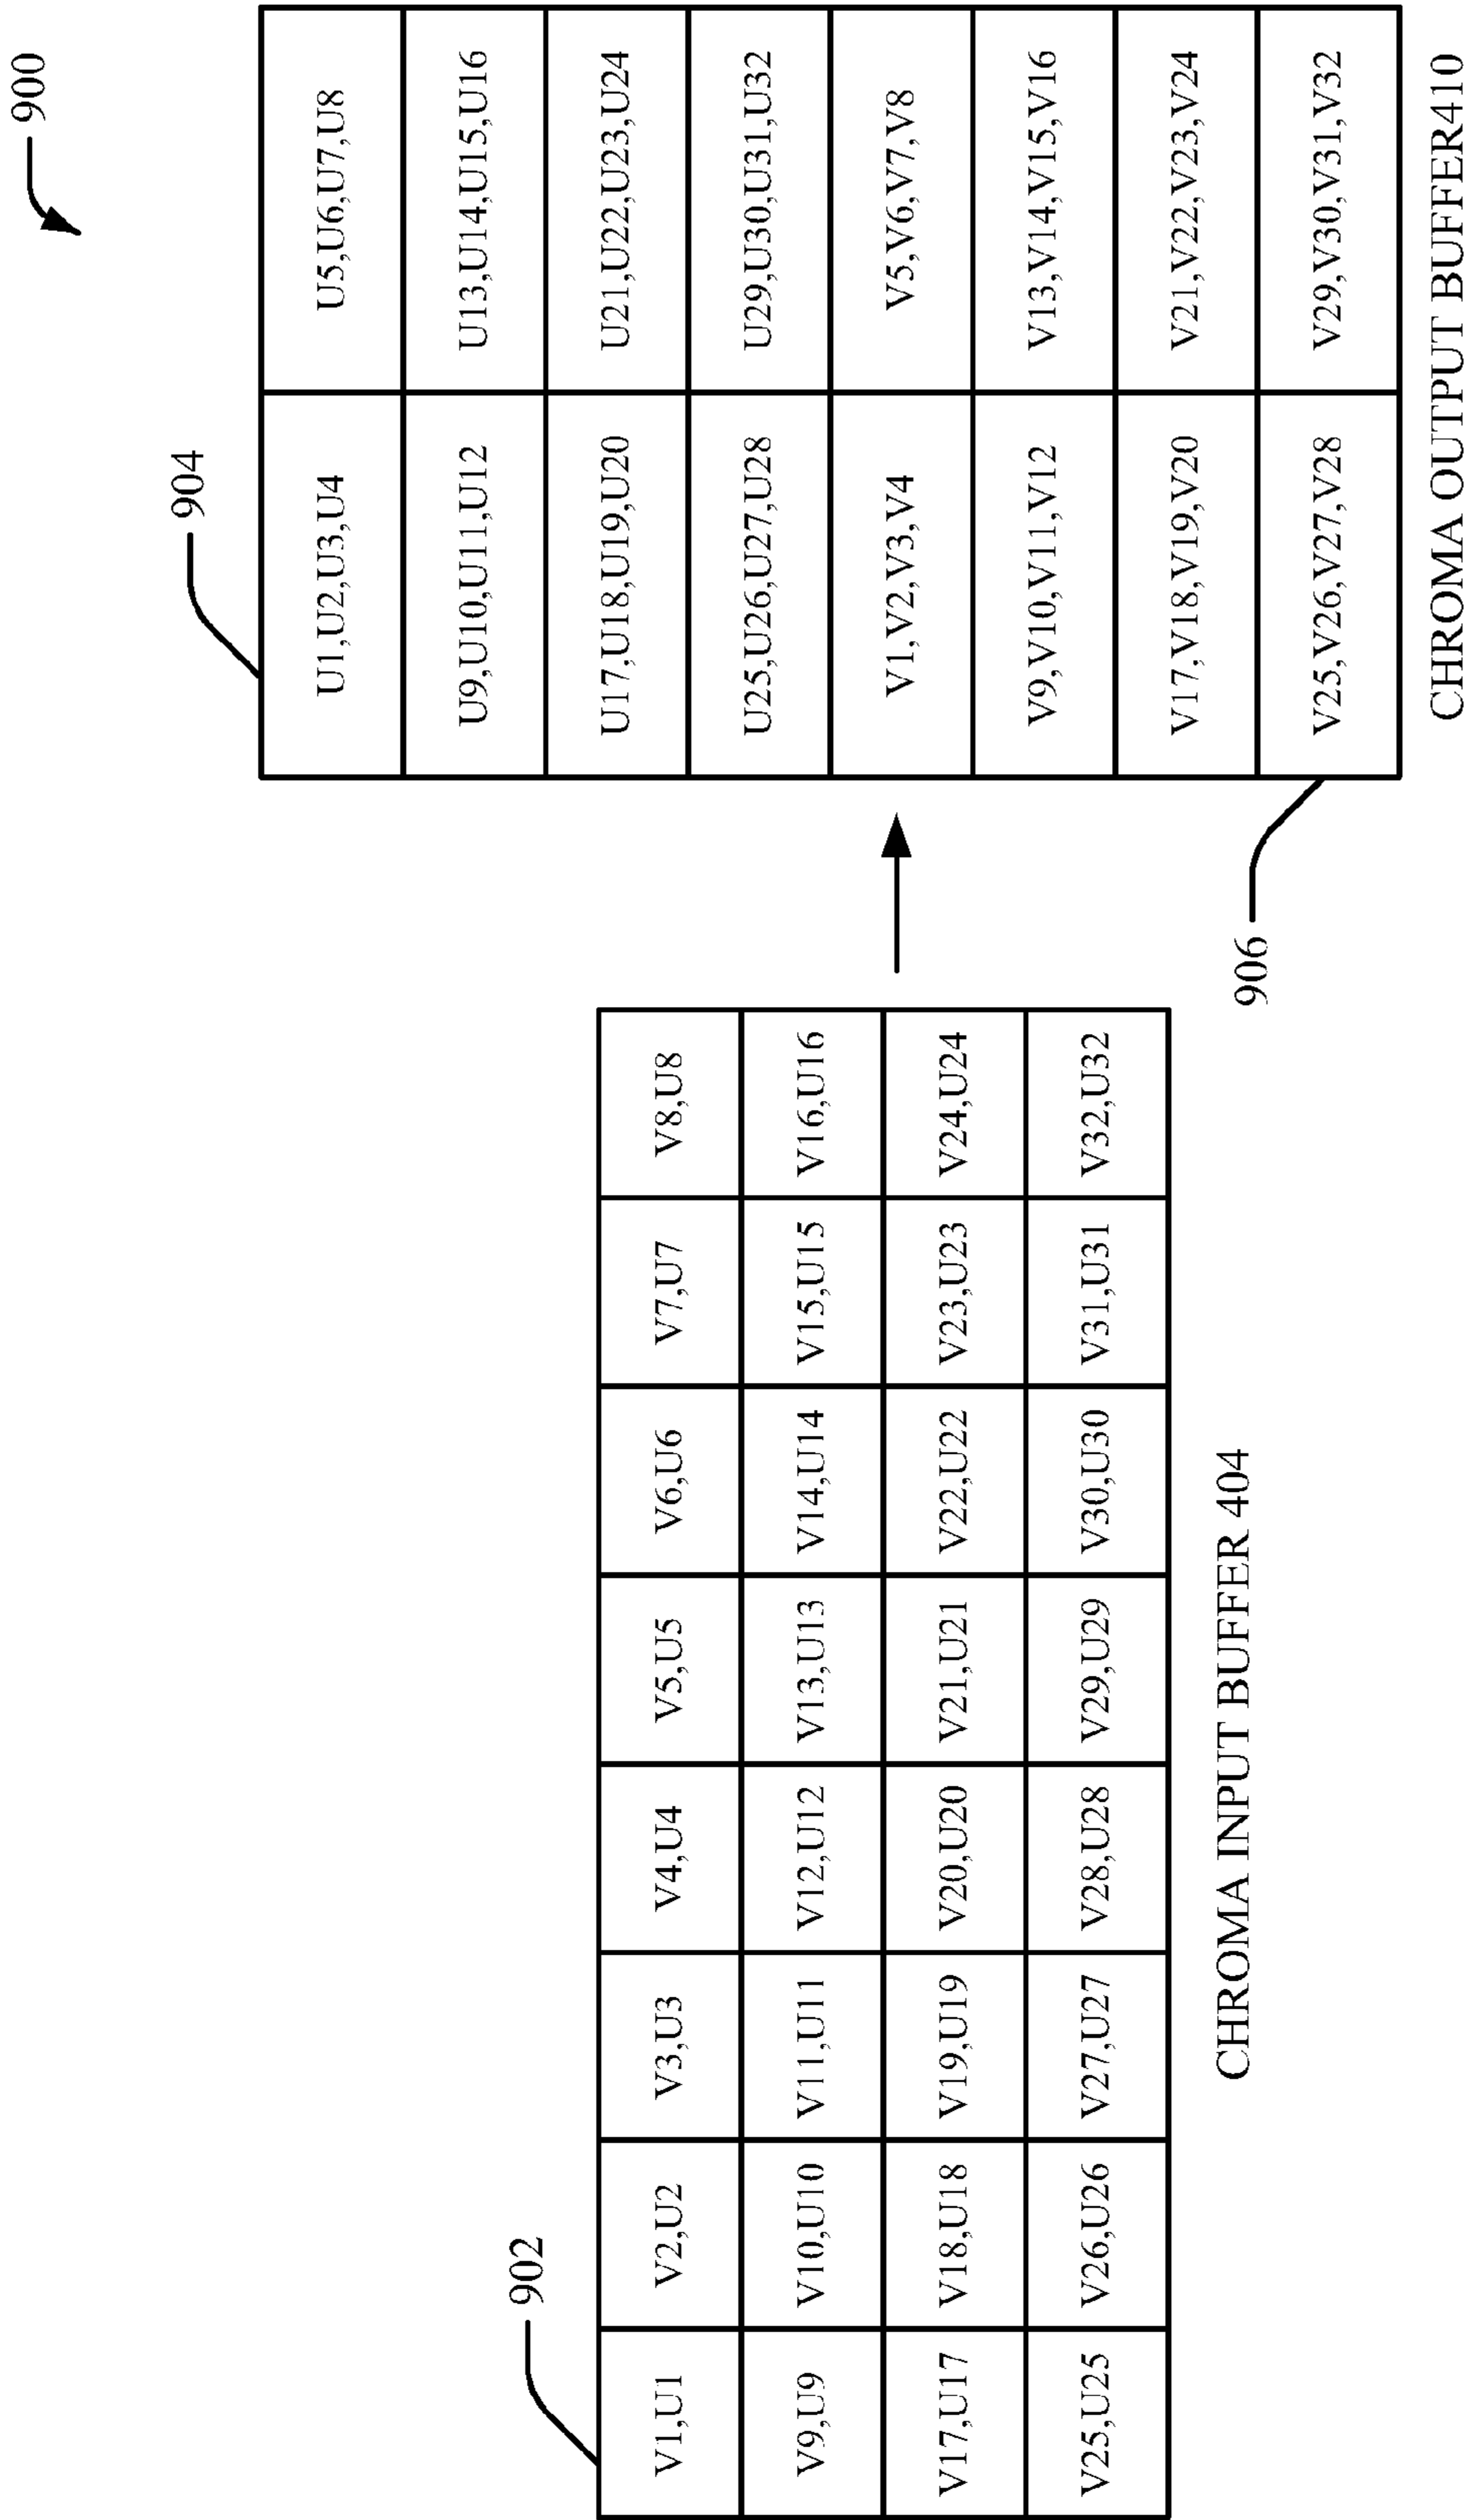 900
902
V1,U1 V2,U2 V3,U3 V4,U4 V5,U5 V6,U6 V7,U7 V8,U8
V9,U9 V10,U10 V11,U11 V12,U12 V13,U13 V14,U14 V15,U15 V16,U16
V17,U17 V18,U18 V19,U19 V20,U20 V21,U21 V22,U22 V23,U23 V24,U24
V25,U25 V26,U26 V27,U27 V28,U28 V29,U29 V30,U30 V31,U31 V32,U32
CHROMA INPUT BUFFER 404
904
U1,U2,U3,U4 U5,U6,U7,U8
U9,U10,U11,U12 U13,U14,U15,U16
U17,U18,U19,U20 U21,U22,U23,U24
U25,U26,U27,U28 U29,U30,U31,U32
V1,V2,V3,V4 V5,V6,V7,V8
V9,V10,V11,V12 V13,V14,V15,V16
V17,V18,V19,V20 V21,V22,V23,V24
V25,V26,V27,V28 V29,V30,V31,V32
906
CHROMA OUTPUT BUFFER410